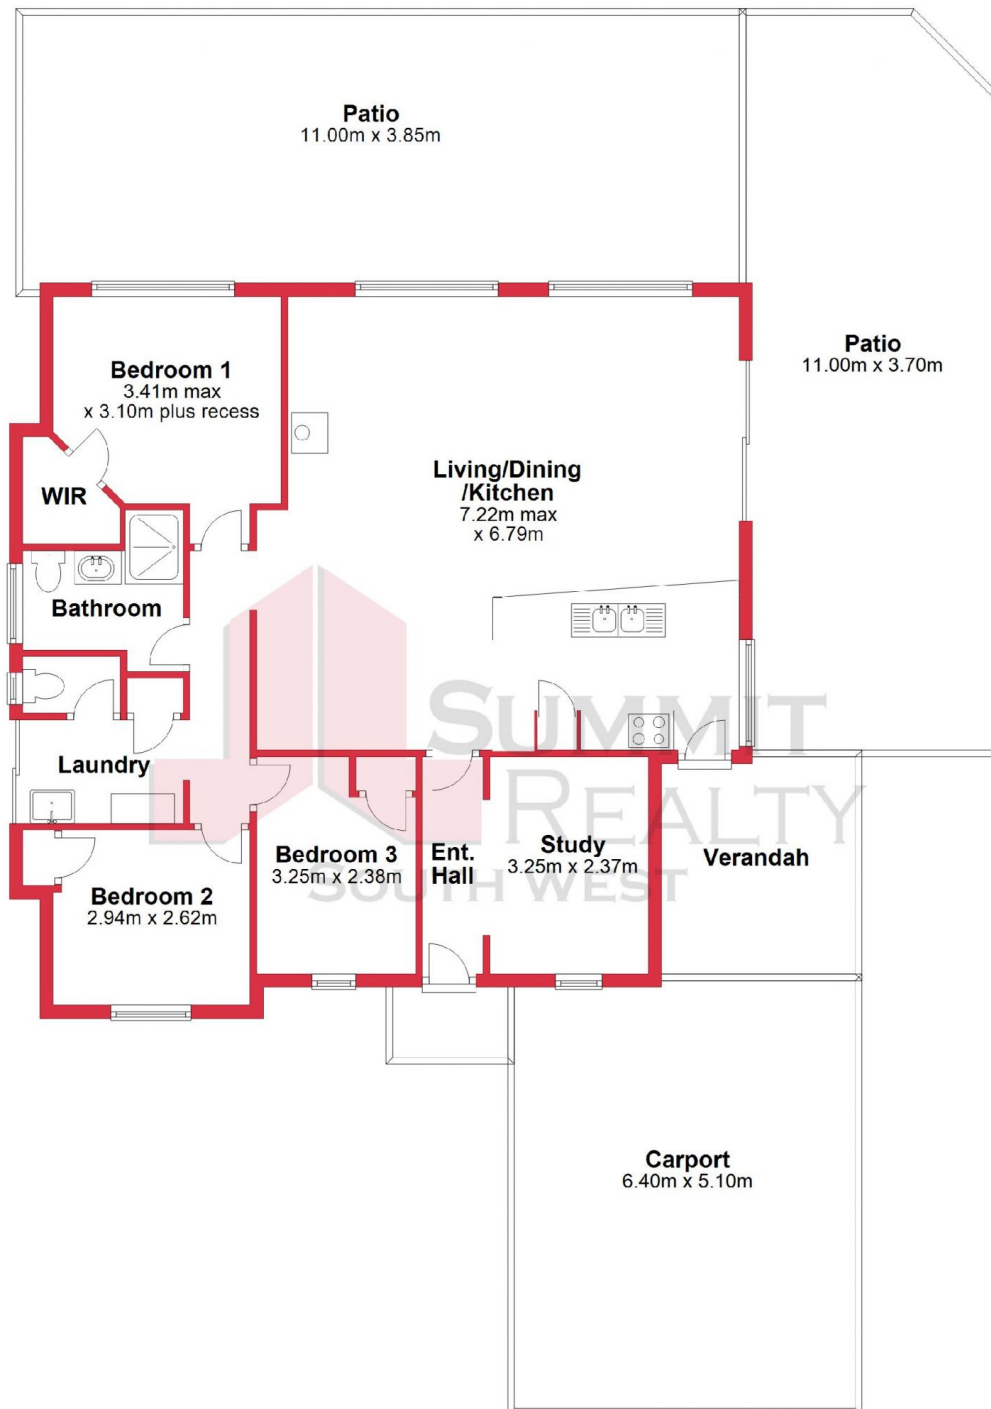 Patio
11.00m x 3.85m
Patio
11.00m x 3.70m
Bedroom 1
3.41m max
x 3.10m plus recess
WIR
Living/Dining
/Kitchen
7.22m max
x 6.79m
Bathroom
SUMMIT
REALTY
SOUTH WEST
Laundry
Bedroom 3
3.25m x 2.38m
Ent.
Hall
Study
3.25m x 2.37m
Verandah
Bedroom 2
2.94m x 2.62m
Carport
6.40m x 5.10m